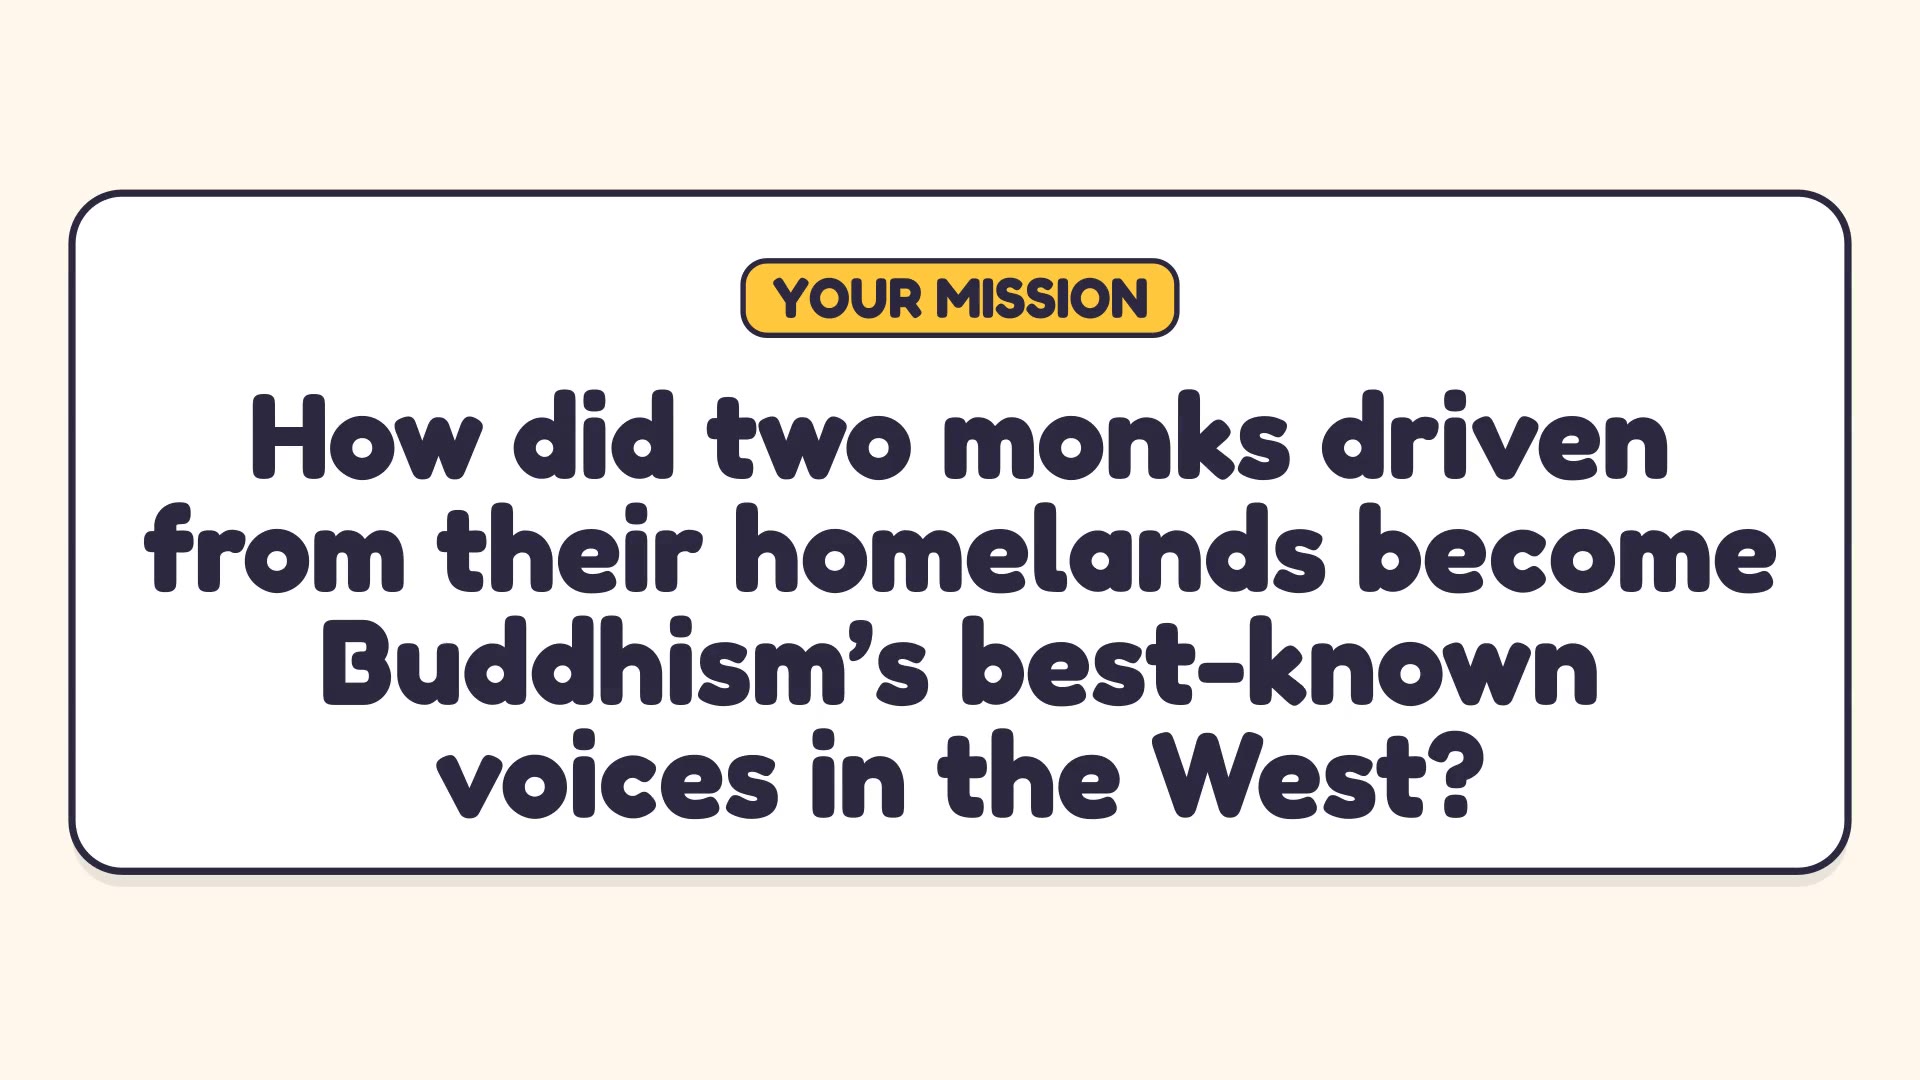 YOUR MISSION
How did two monks driven
from their homelands become
Buddhism’s best-known
voices in the West?